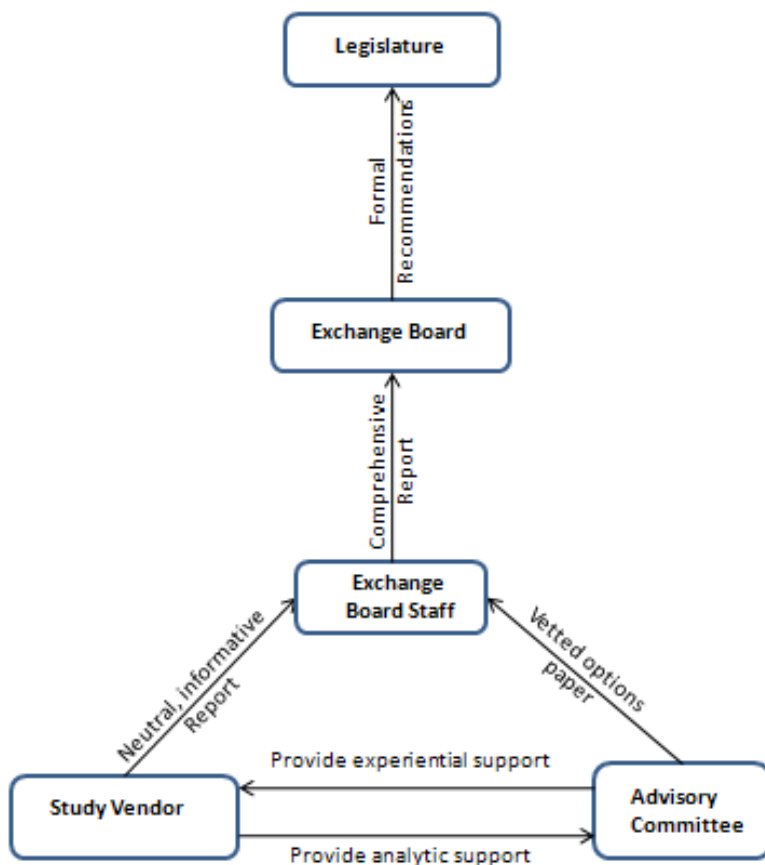 Legislature
Formal
Recommendations
Exchange Board
Comprehensive
Report
Exchange
Board Staff
Neutral, informative
Report
Vetted options
paper
Provide experiential support
Study Vendor
Advisory
Committee
Provide analytic support